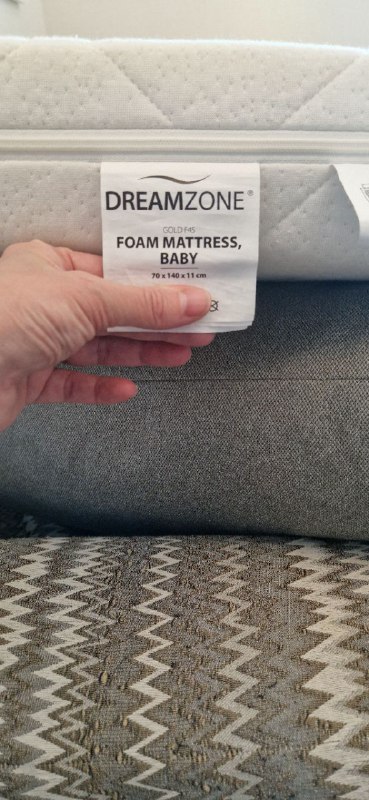 DREAMZONE®
GOLD F45
FOAM MATTRESS,
BABY
70 x 140 x 11 cm